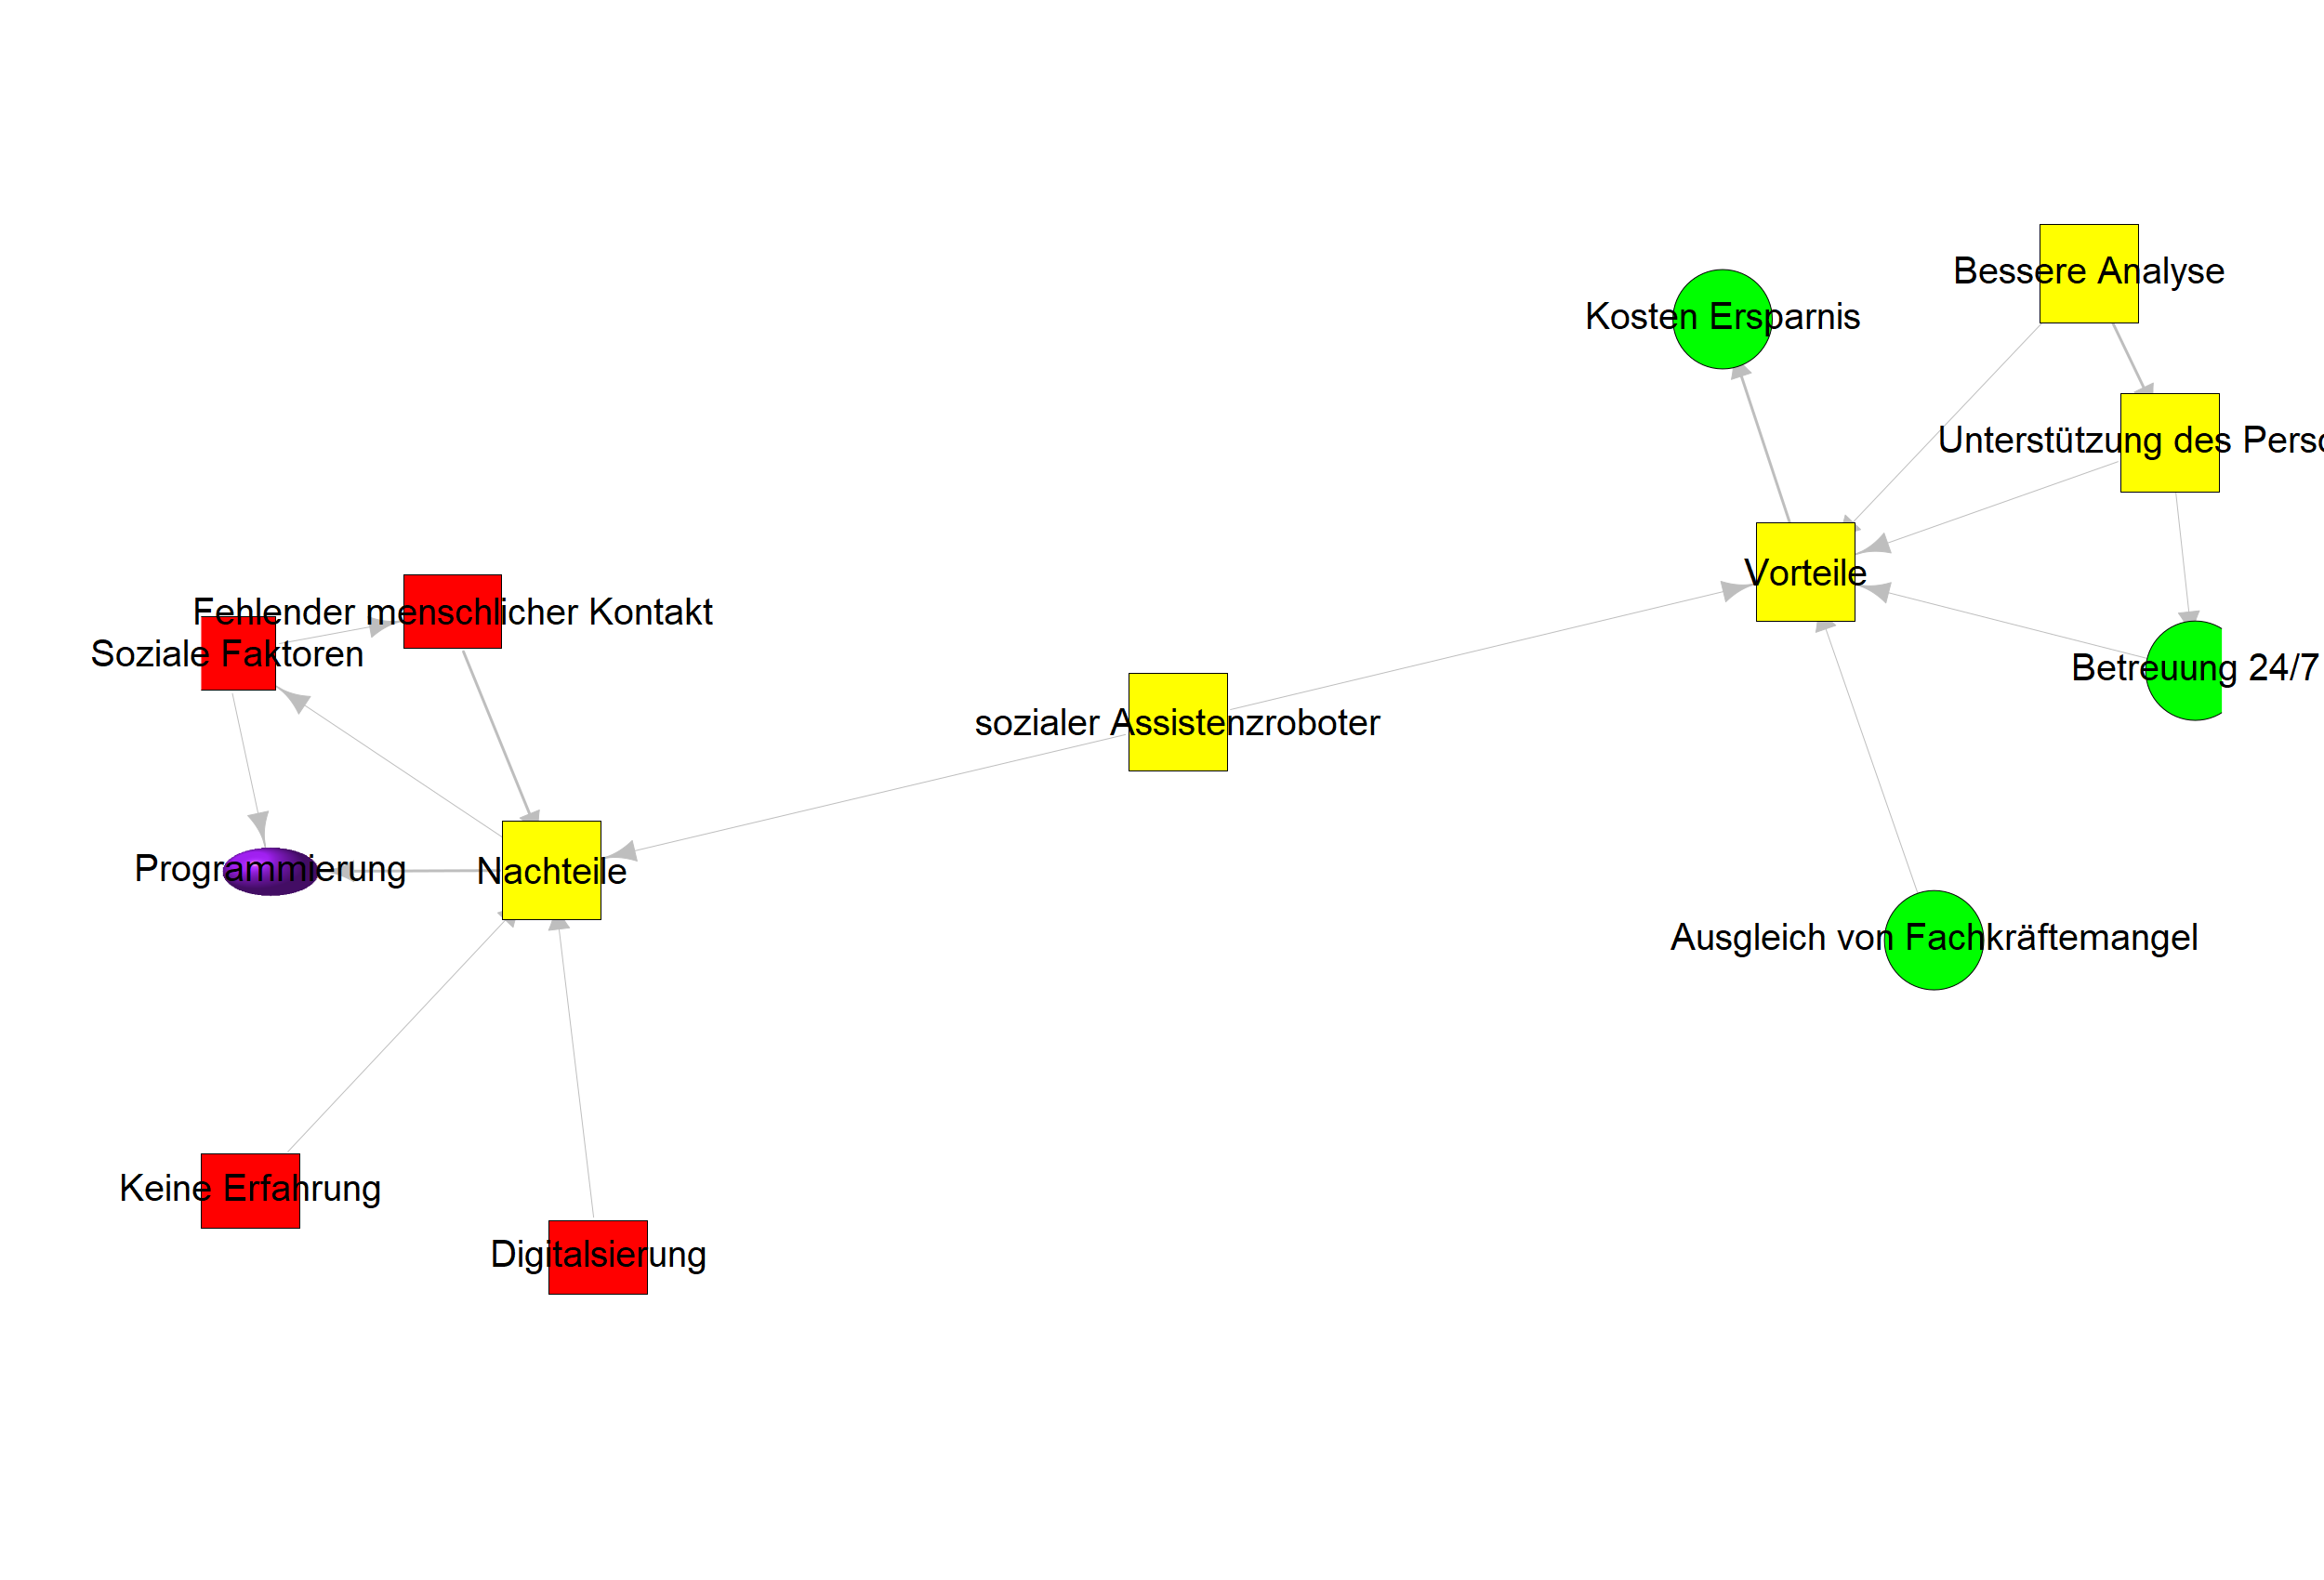 Bessere Analyse
Kosten Ersparnis
Unterstützung des
Vorteile
Fehlender menschlicher Kontakt
Soziale Faktoren
Betreuung 24/7
sozialer Assistenzroboter
Programmierung
Nachteile
Ausgleich von Fachkräftemangel
Keine Erfahrung
Digitalsierung